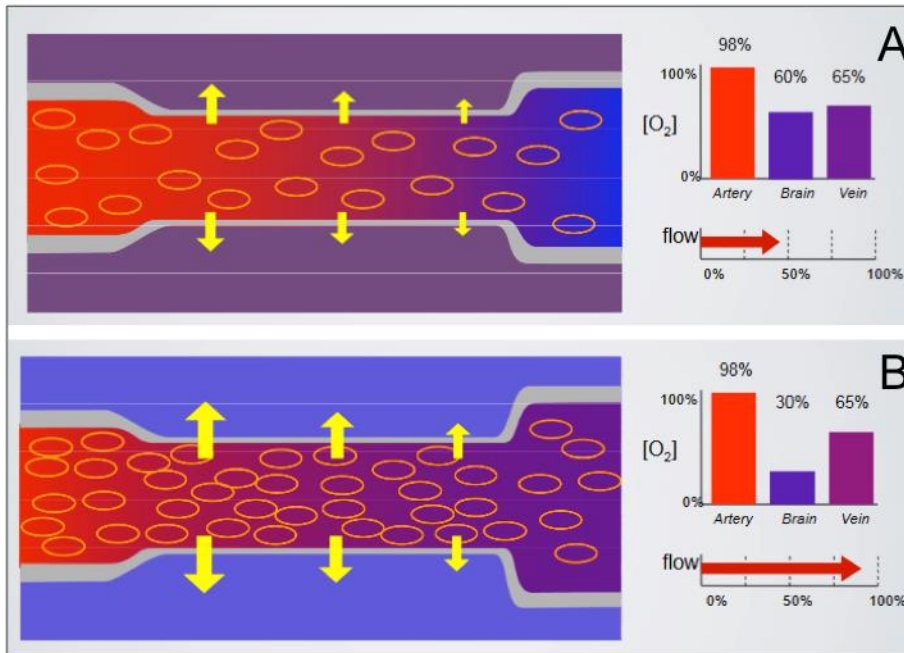 A
98%
100%
60%
65%
[O₂]
0%
Artery
Brain
Vein
flow
0%
50%
100%
B
98%
100%
30%
65%
[O₂]
0%
Artery
Brain
Vein
flow
0%
50%
100%